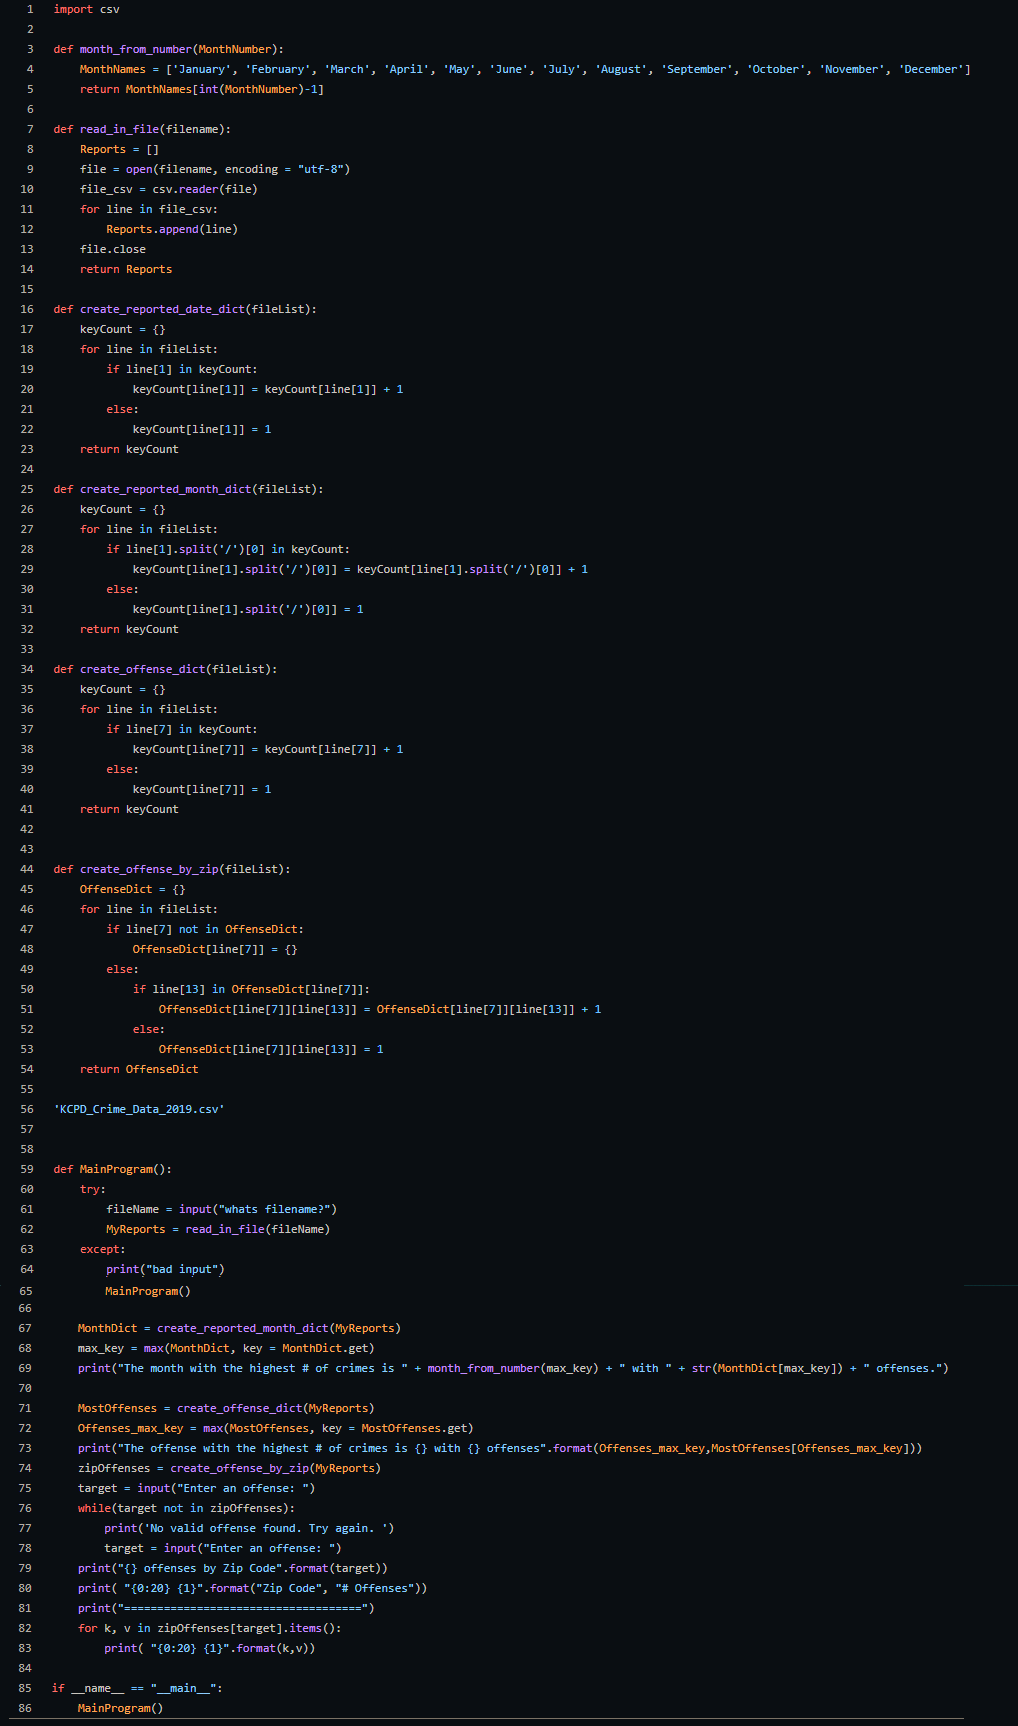 1 import csv
2
3 def month_from_number(MonthNumber):
4     MonthNames = ['January', 'February', 'March', 'April', 'May', 'June', 'July', 'August', 'September', 'October', 'November', 'December']
5     return MonthNames[int(MonthNumber)-1]
6
7 def read_in_file(filename):
8     Reports = []
9     file = open(filename, encoding = "utf-8")
10     file_csv = csv.reader(file)
11     for line in file_csv:
12         Reports.append(line)
13     file.close
14     return Reports
15
16 def create_reported_date_dict(fileList):
17     keyCount = {}
18     for line in fileList:
19         if line[1] in keyCount:
20             keyCount[line[1]] = keyCount[line[1]] + 1
21         else:
22             keyCount[line[1]] = 1
23     return keyCount
24
25 def create_reported_month_dict(fileList):
26     keyCount = {}
27     for line in fileList:
28         if line[1].split('/')[0] in keyCount:
29             keyCount[line[1].split('/')[0]] = keyCount[line[1].split('/')[0]] + 1
30         else:
31             keyCount[line[1].split('/')[0]] = 1
32     return keyCount
33
34 def create_offense_dict(fileList):
35     keyCount = {}
36     for line in fileList:
37         if line[7] in keyCount:
38             keyCount[line[7]] = keyCount[line[7]] + 1
39         else:
40             keyCount[line[7]] = 1
41     return keyCount
42
43
44 def create_offense_by_zip(fileList):
45     OffenseDict = {}
46     for line in fileList:
47         if line[7] not in OffenseDict:
48             OffenseDict[line[7]] = {}
49         else:
50             if line[13] in OffenseDict[line[7]]:
51                 OffenseDict[line[7]][line[13]] = OffenseDict[line[7]][line[13]] + 1
52             else:
53                 OffenseDict[line[7]][line[13]] = 1
54     return OffenseDict
55
56 'KCPD_Crime_Data_2019.csv'
57
58
59 def MainProgram():
60     try:
61         fileName = input("whats filename?")
62         MyReports = read_in_file(fileName)
63     except:
64         print("bad input")
65         MainProgram()
66
67     MonthDict = create_reported_month_dict(MyReports)
68     max_key = max(MonthDict, key = MonthDict.get)
69     print("The month with the highest # of crimes is " + month_from_number(max_key) + " with " + str(MonthDict[max_key]) + " offenses.")
70
71     MostOffenses = create_offense_dict(MyReports)
72     Offenses_max_key = max(MostOffenses, key = MostOffenses.get)
73     print("The offense with the highest # of crimes is {} with {} offenses".format(Offenses_max_key,MostOffenses[Offenses_max_key]))
74     zipOffenses = create_offense_by_zip(MyReports)
75     target = input("Enter an offense: ")
76     while(target not in zipOffenses):
77         print('No valid offense found. Try again. ')
78         target = input("Enter an offense: ")
79     print("{} offenses by Zip Code".format(target))
80     print( "{0:20} {1}".format("Zip Code", "# Offenses"))
81     print("====================================")
82     for k, v in zipOffenses[target].items():
83         print( "{0:20} {1}".format(k,v))
84
85 if __name__ == "__main__":
86     MainProgram()